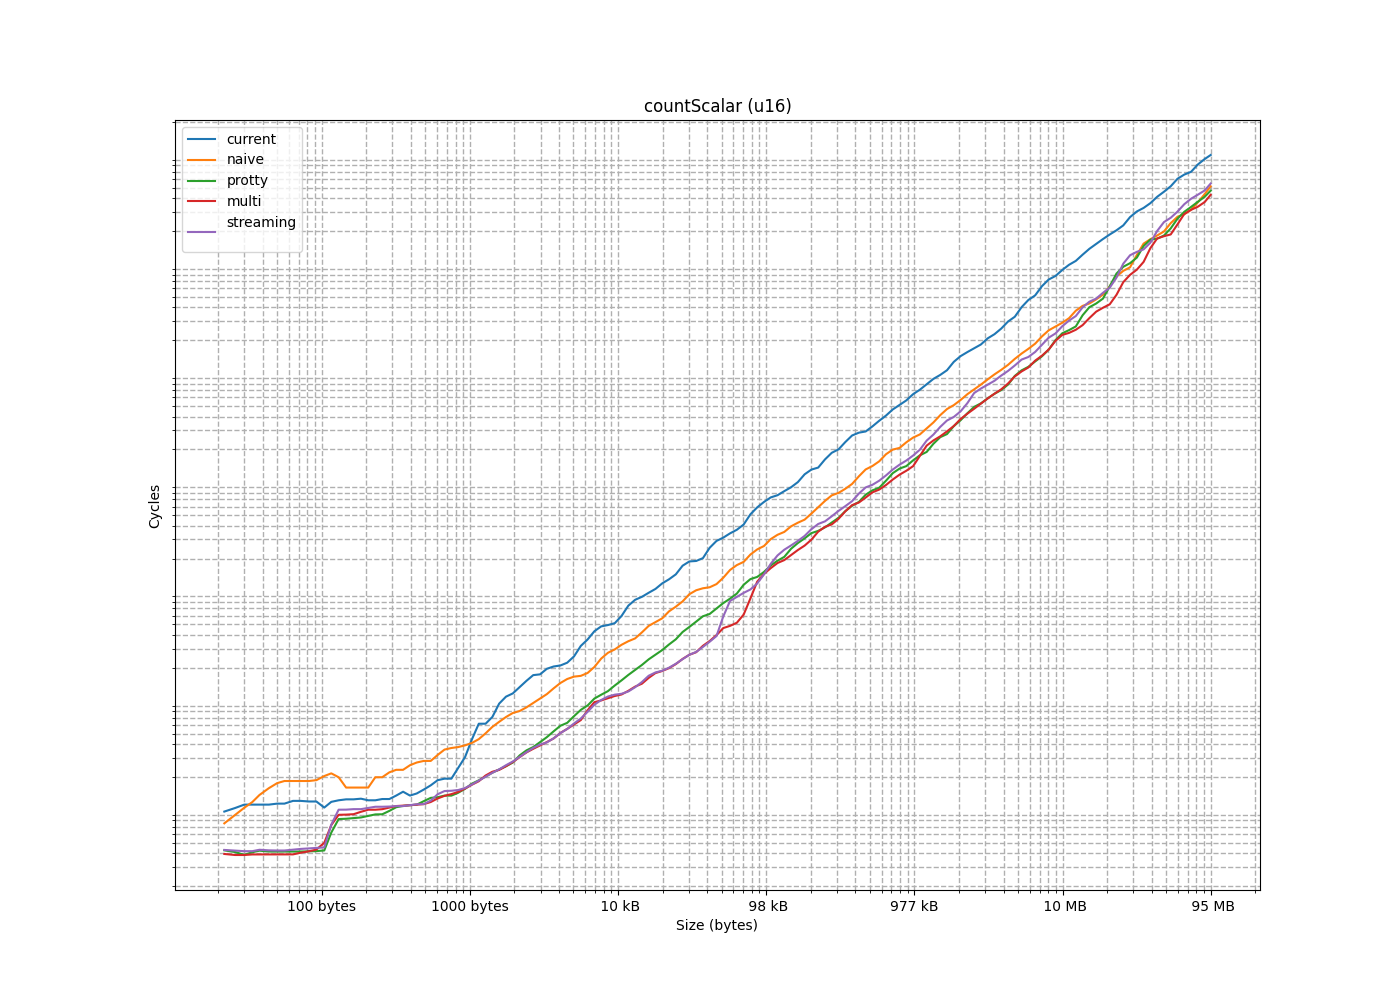 countScalar (u16)
current
naive
protty
multi
streaming
Cycles
100 bytes
1000 bytes
10 kB
98 kB
977 kB
10 MB
95 MB
Size (bytes)